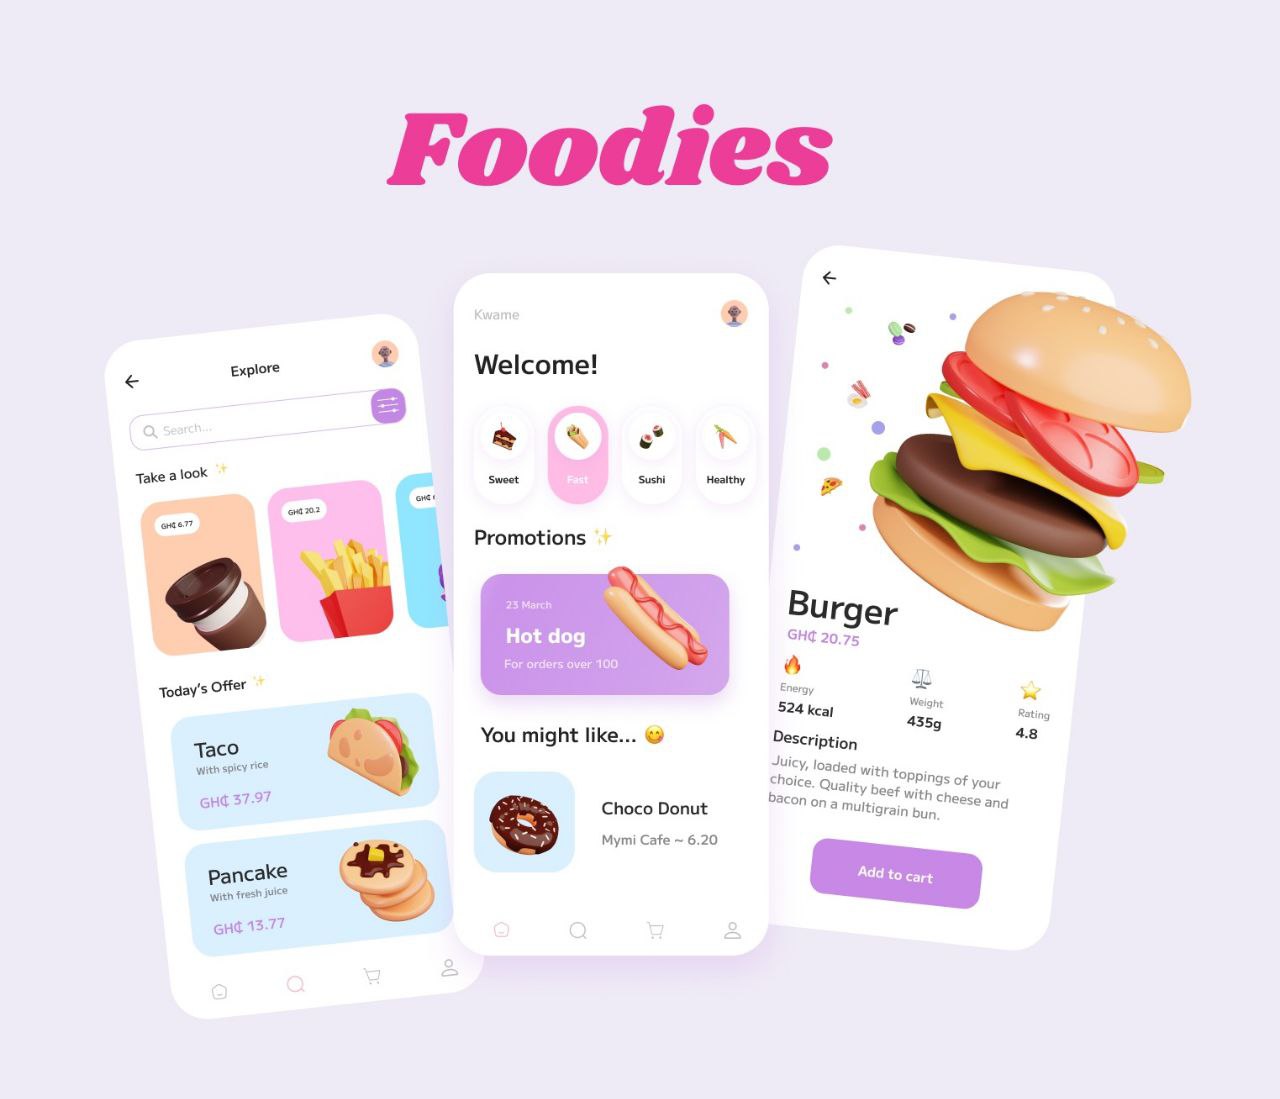 Foodies
Explore
Search...
Take a look
GH₵ 6.77
GH₵ 20.2
Today's Offer
Taco
With spicy rice
GH₵ 37.97
Pancake
With fresh juice
GH₵ 13.77
Kwame
Welcome!
Sweet
Fast
Sushi
Healthy
Promotions
23 March
Hot dog
For orders over 100
You might like...
Choco Donut
Mymi Cafe ~ 6.20
Burger
GH₵ 20.75
Energy
524 kcal
Weight
435g
Rating
4.8
Description
Juicy, loaded with toppings of your
choice. Quality beef with cheese and
bacon on a multigrain bun.
Add to cart